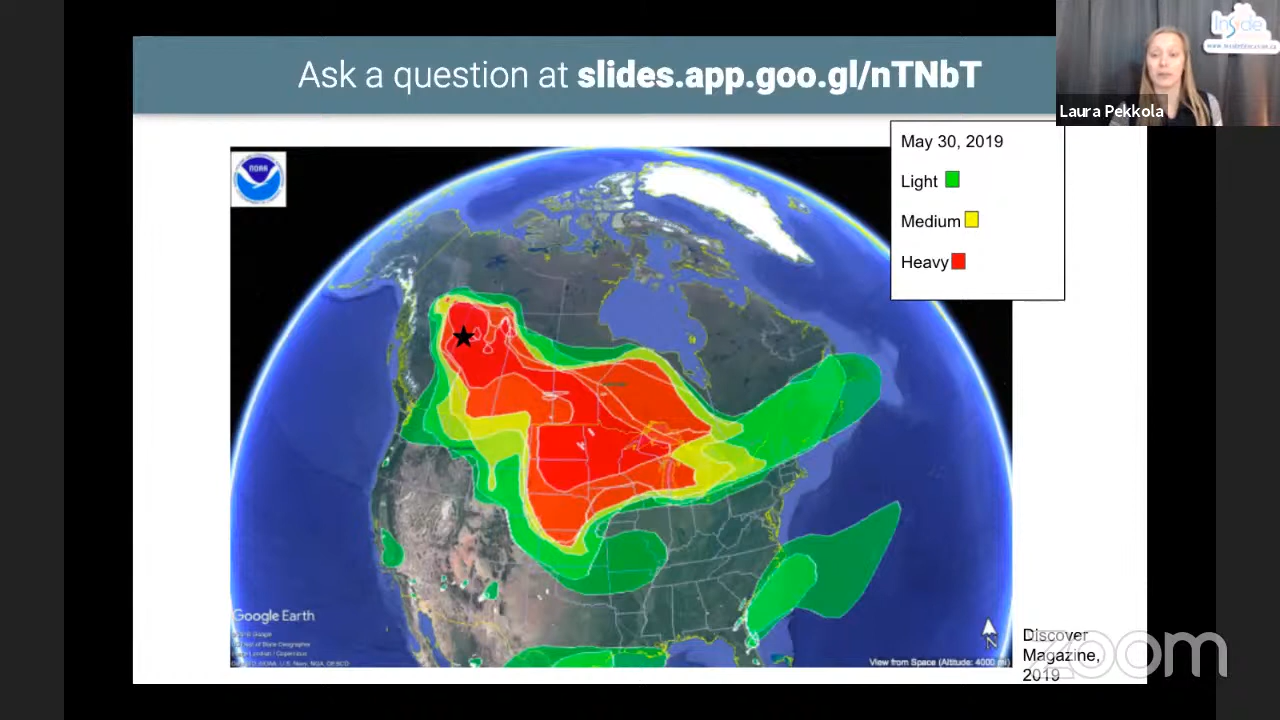 Ask a question at slides.app.goo.gl/nTNbT
Inside
Laura Pekkola
May 30, 2019
NOAA
Light
Medium
Heavy
Google Earth
N
View from Space (Altitude: 4000 mi)
Discover
Magazine,
2019
zoom